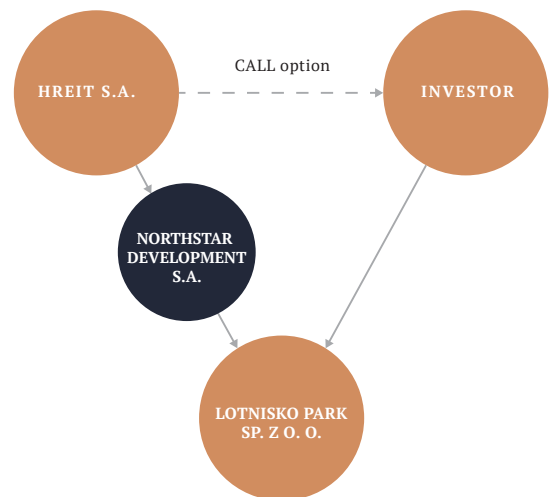 CALL option
HREIT S.A.
INVESTOR
NORTHSTAR
DEVELOPMENT
S.A.
LOTNISKO PARK
SP. Z O. O.